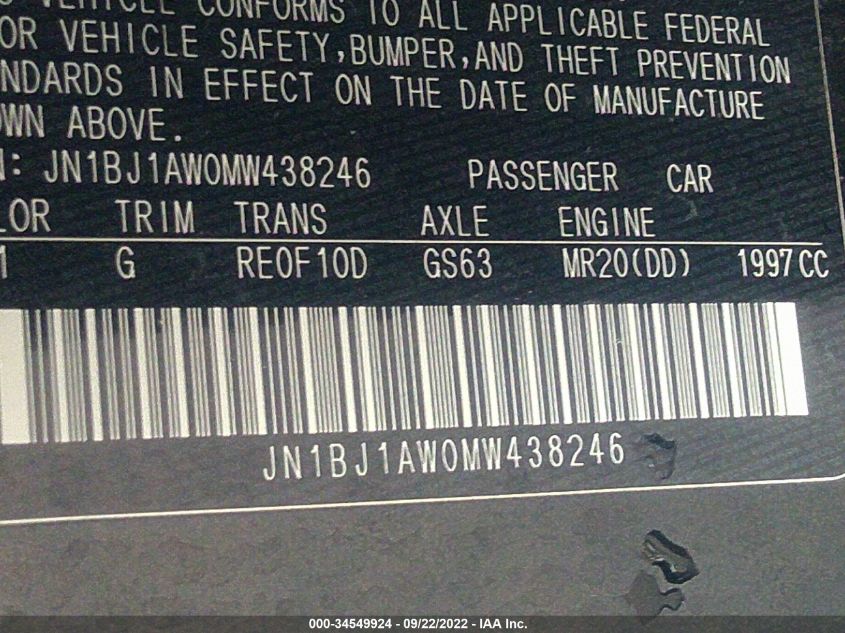 VEHICLE CONFORMS TO ALL APPLICABLE FEDERAL
OR VEHICLE SAFETY, BUMPER, AND THEFT PREVENTION
NDARDS IN EFFECT ON THE DATE OF MANUFACTURE
OWN ABOVE.
N: JN1BJ1AW0MW438246 PASSENGER CAR
LOR TRIM TRANS AXLE ENGINE
1 G RE0F10D GS63 MR20(DD) 1997CC
JN1BJ1AW0MW438246
000-34549924 - 09/22/2022 - IAA Inc.